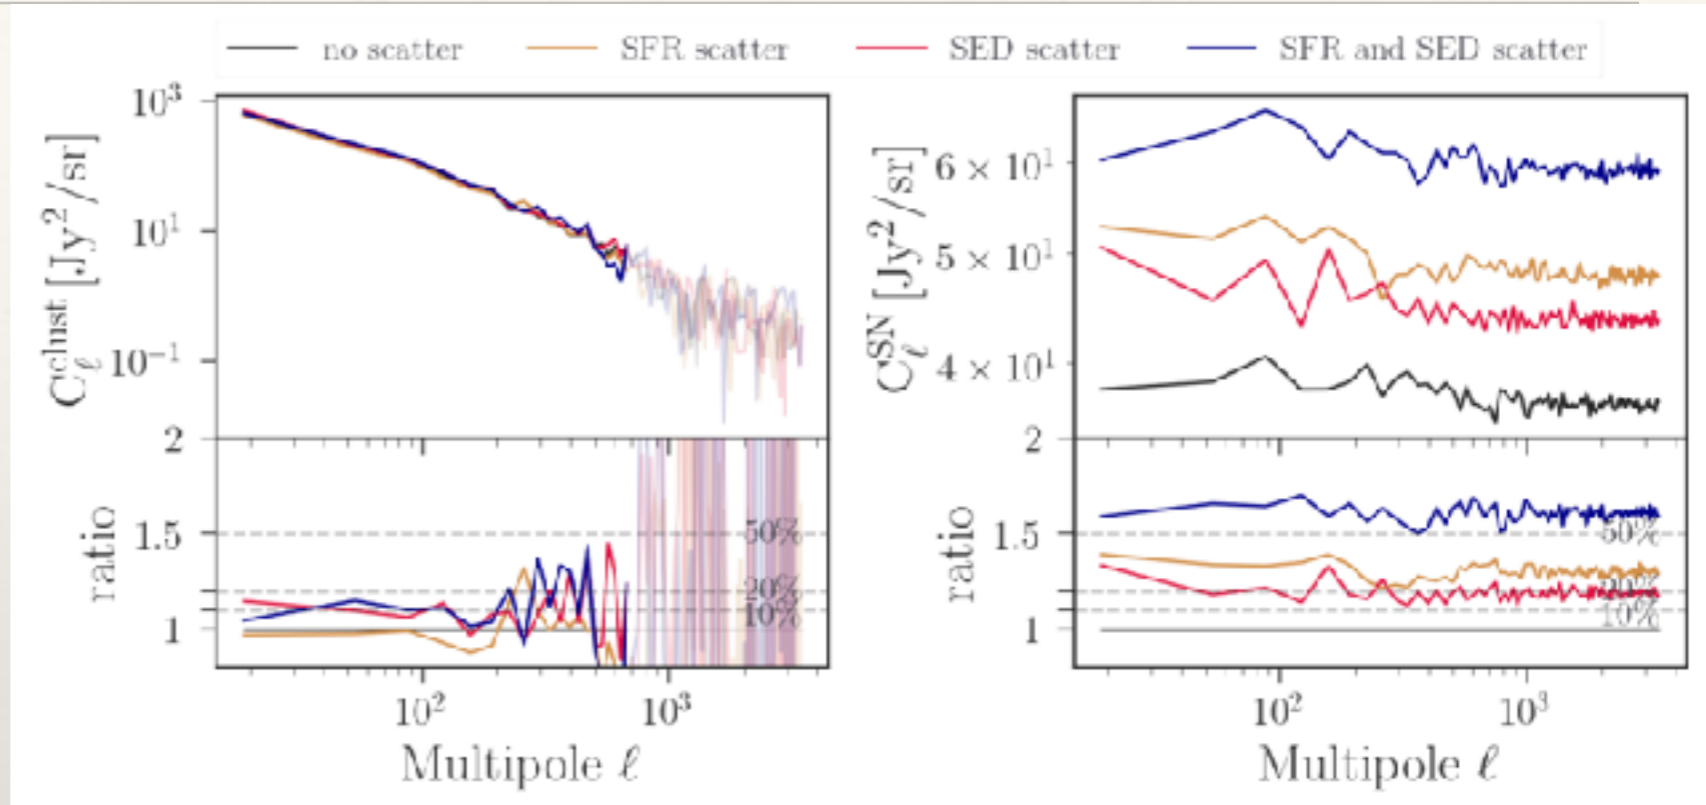 no scatter SFR scatter SED scatter SFR and SED scatter
10³
10¹
10⁻¹
C_ℓ^clust [Jy²/sr]
6 × 10¹
5 × 10¹
4 × 10¹
C_ℓ^SN [Jy²/sr]
2
1.5
1
ratio
50%
20%
10%
2
1.5
1
ratio
50%
20%
10%
10² 10³
Multipole ℓ
10² 10³
Multipole ℓ